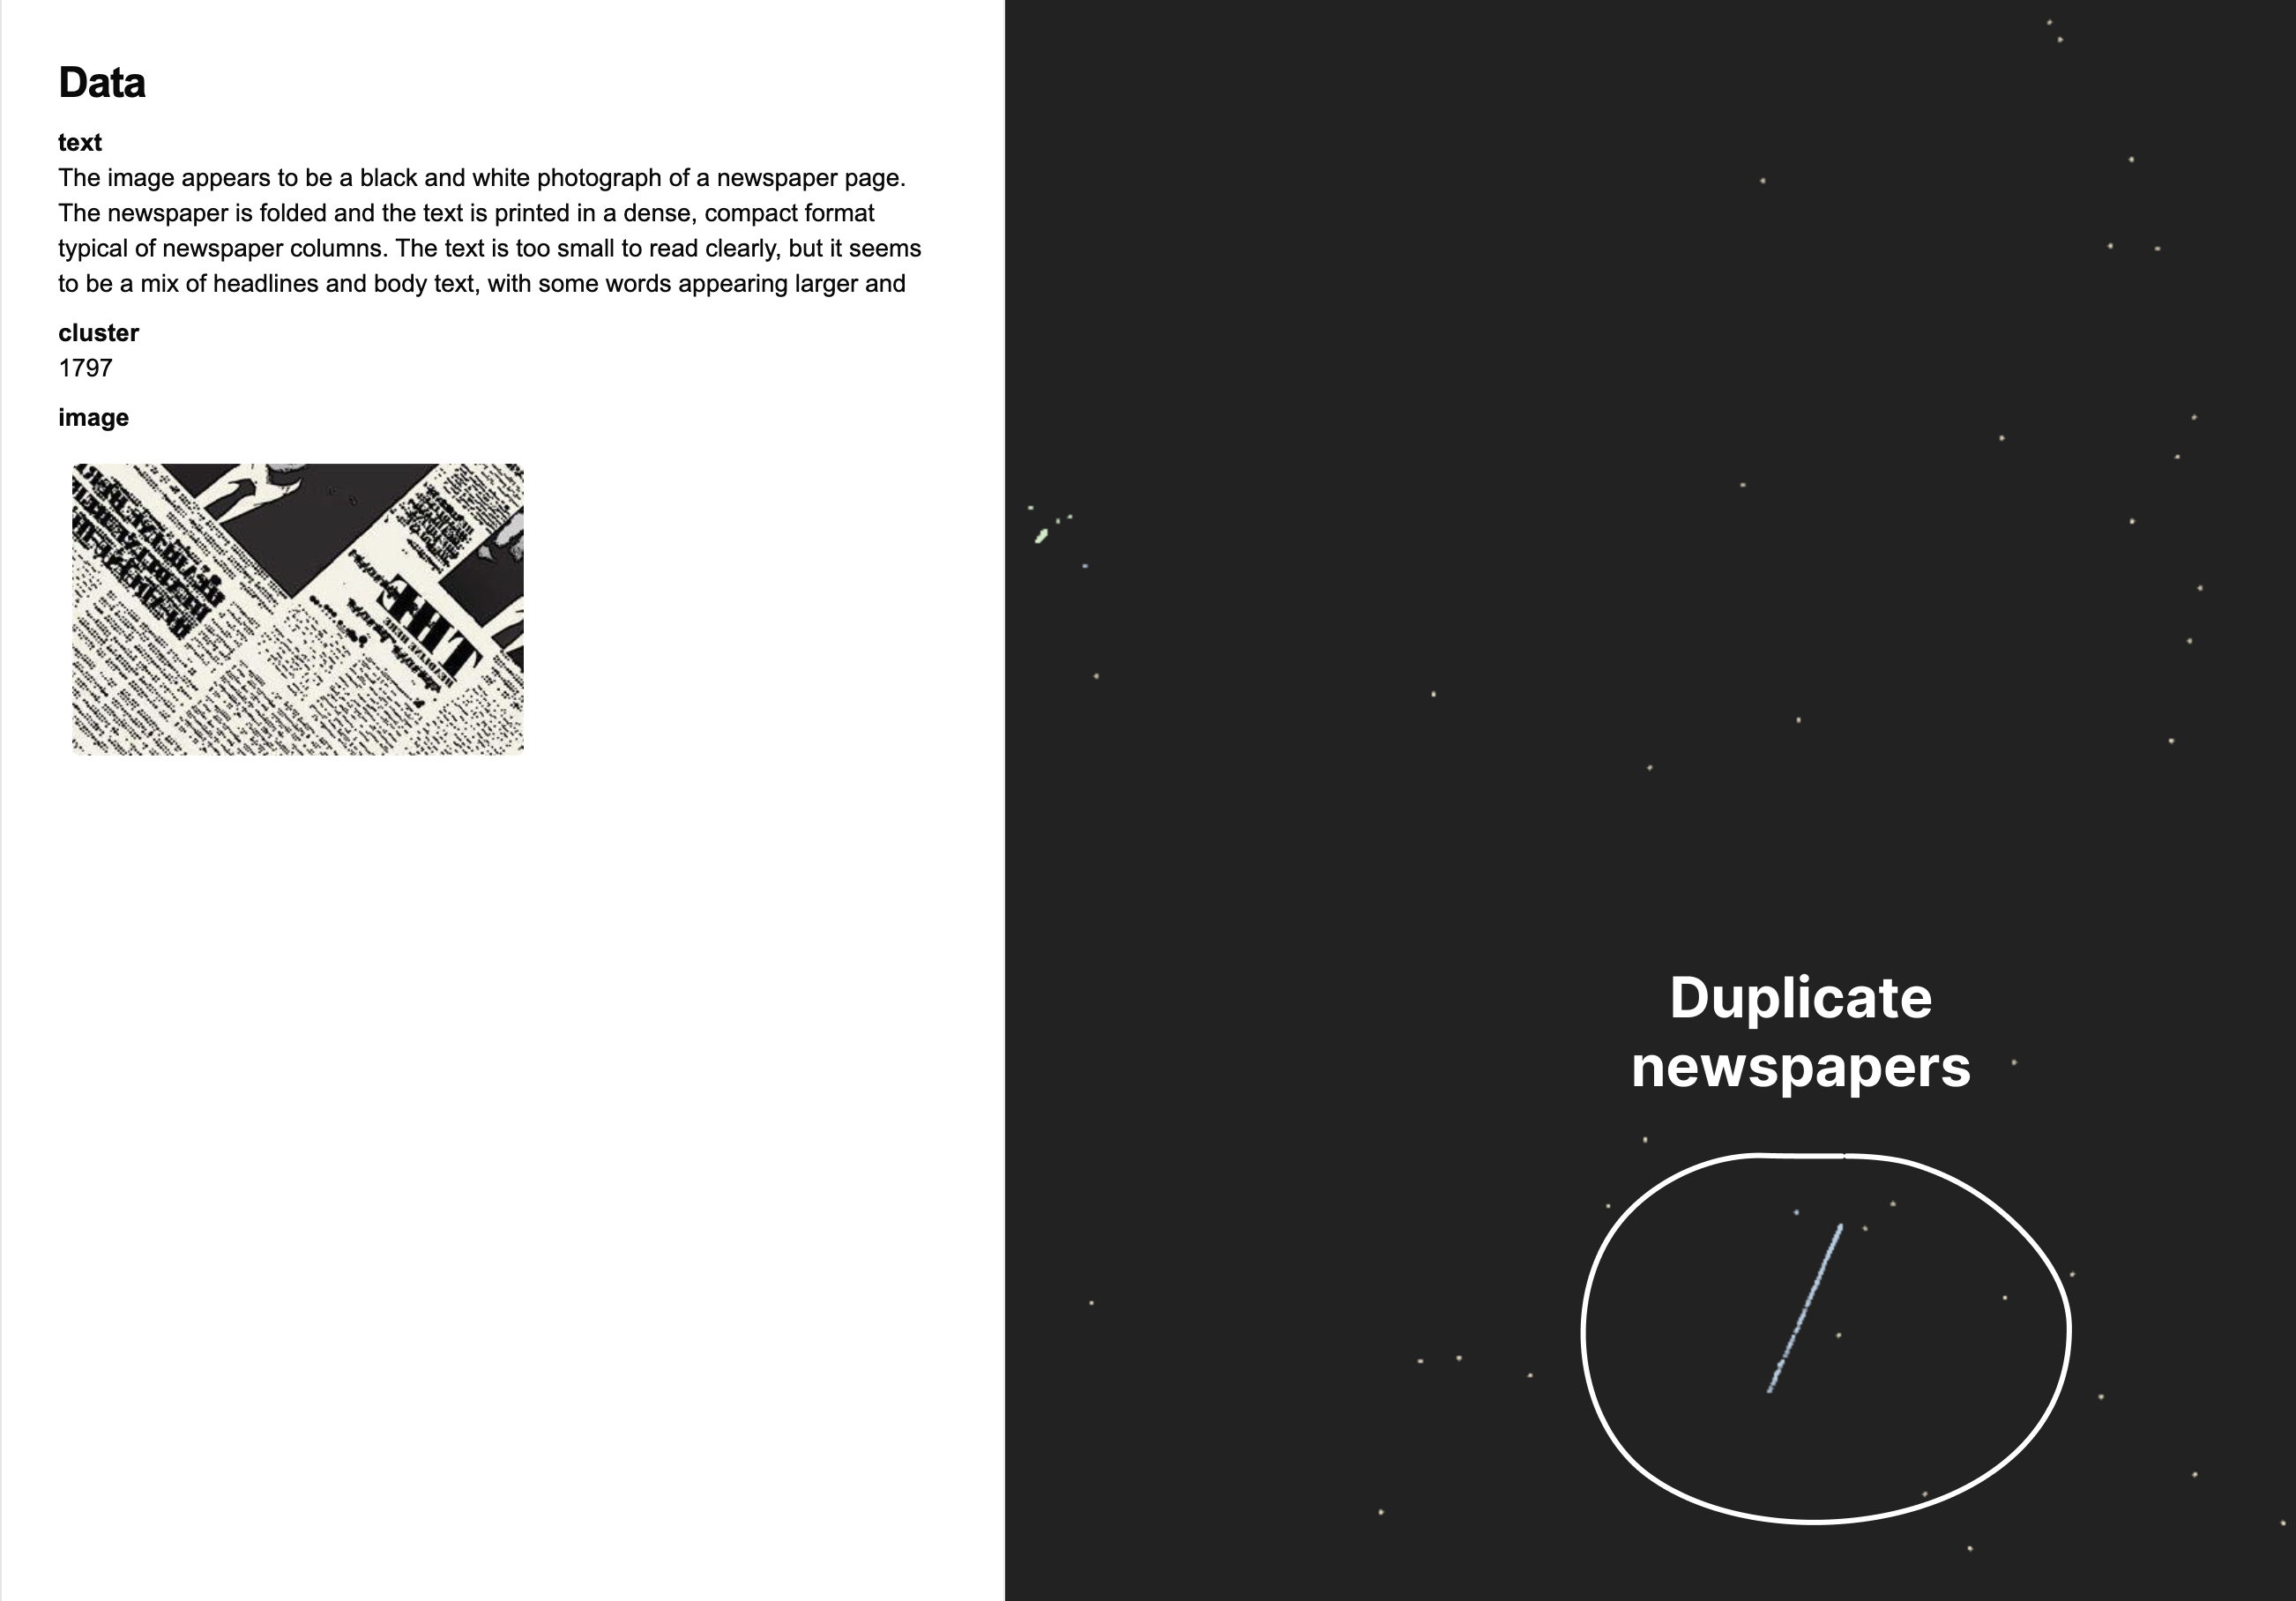 Data
text
The image appears to be a black and white photograph of a newspaper page.
The newspaper is folded and the text is printed in a dense, compact format
typical of newspaper columns. The text is too small to read clearly, but it seems
to be a mix of headlines and body text, with some words appearing larger and
cluster
1797
image
THE
Duplicate
newspapers